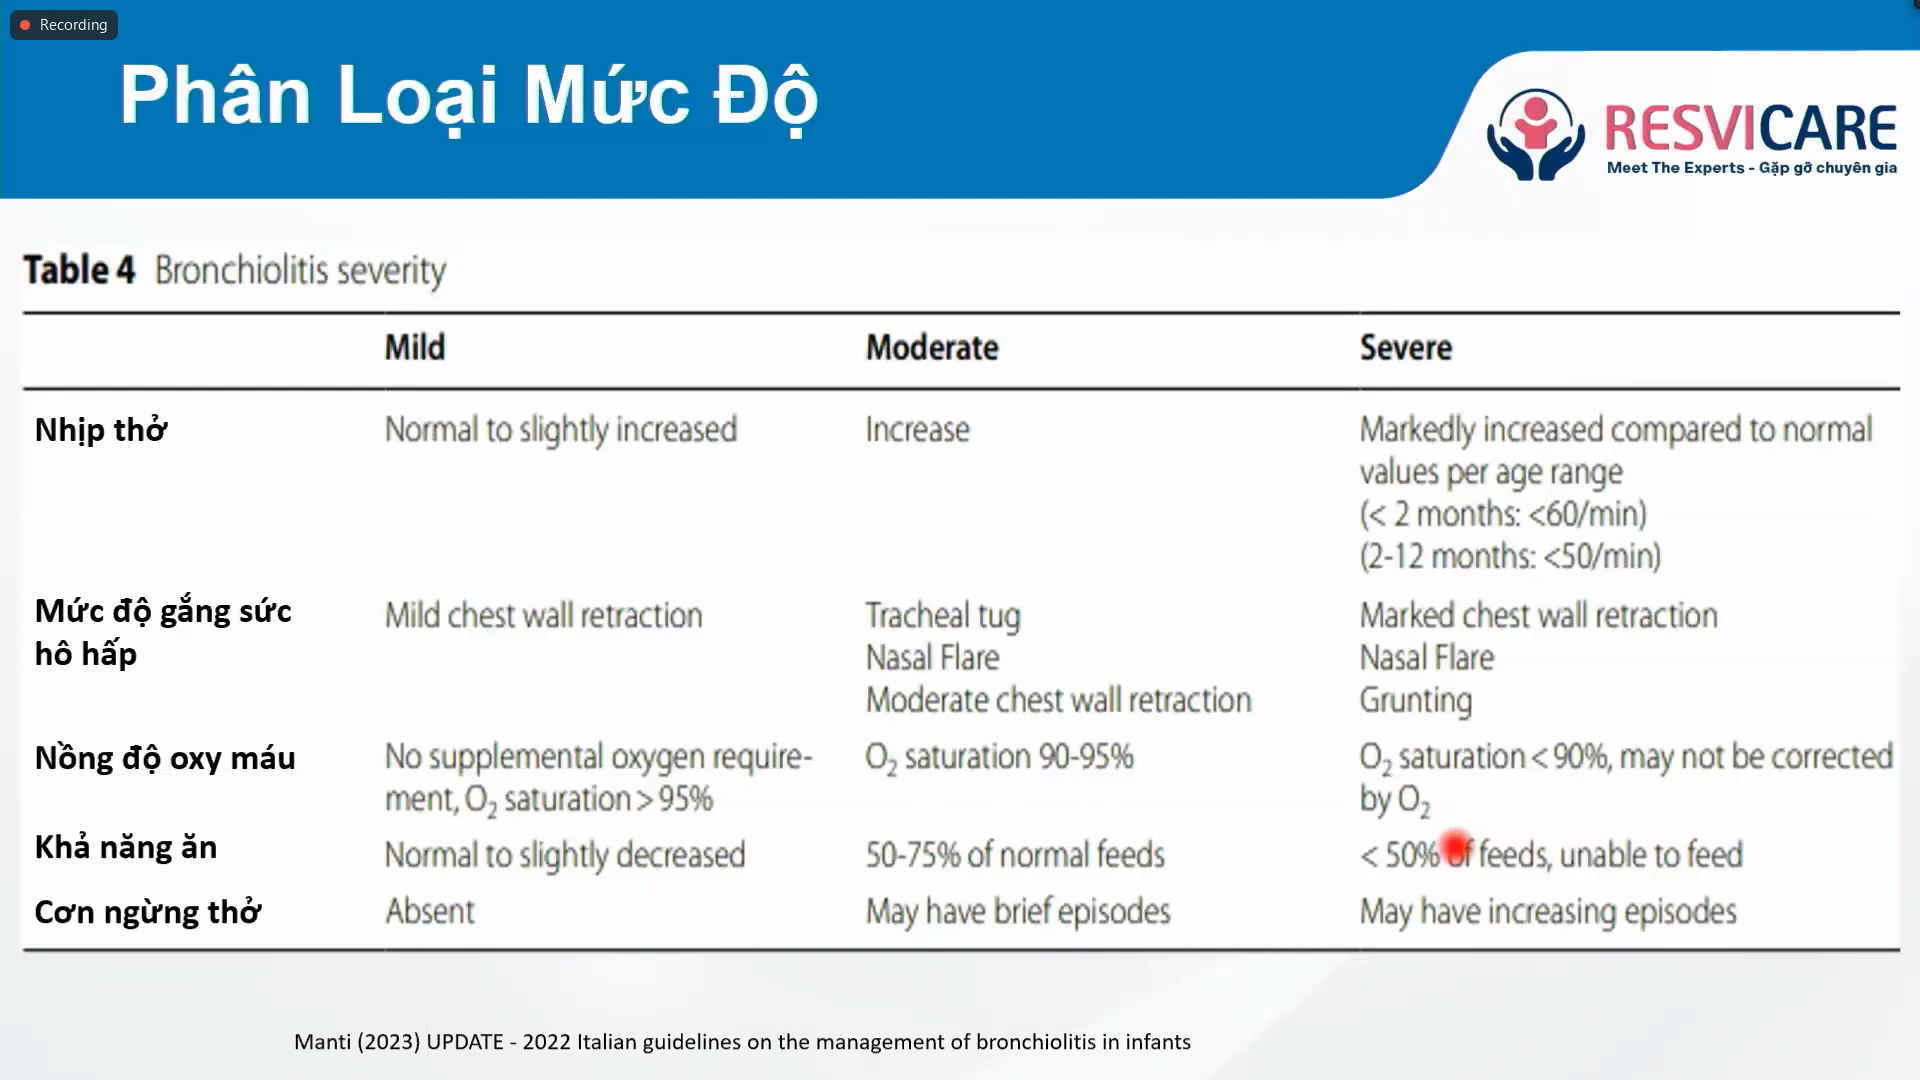 Recording
Phân Loại Mức Độ
RESVICARE
Meet The Experts - Gặp gỡ chuyên gia
Table 4 Bronchiolitis severity
Mild Moderate Severe
Nhịp thở Normal to slightly increased Increase Markedly increased compared to normal
values per age range
(< 2 months: <60/min)
(2-12 months: <50/min)
Mức độ gắng sức
hô hấp
Mild chest wall retraction Tracheal tug Marked chest wall retraction
Nasal Flare Nasal Flare
Moderate chest wall retraction Grunting
Nồng độ oxy máu No supplemental oxygen require- O₂ saturation 90-95% O₂ saturation < 90%, may not be corrected
ment, O₂ saturation > 95% by O₂
Khả năng ăn Normal to slightly decreased 50-75% of normal feeds < 50% of feeds, unable to feed
Cơn ngừng thở Absent May have brief episodes May have increasing episodes
Manti (2023) UPDATE - 2022 Italian guidelines on the management of bronchiolitis in infants